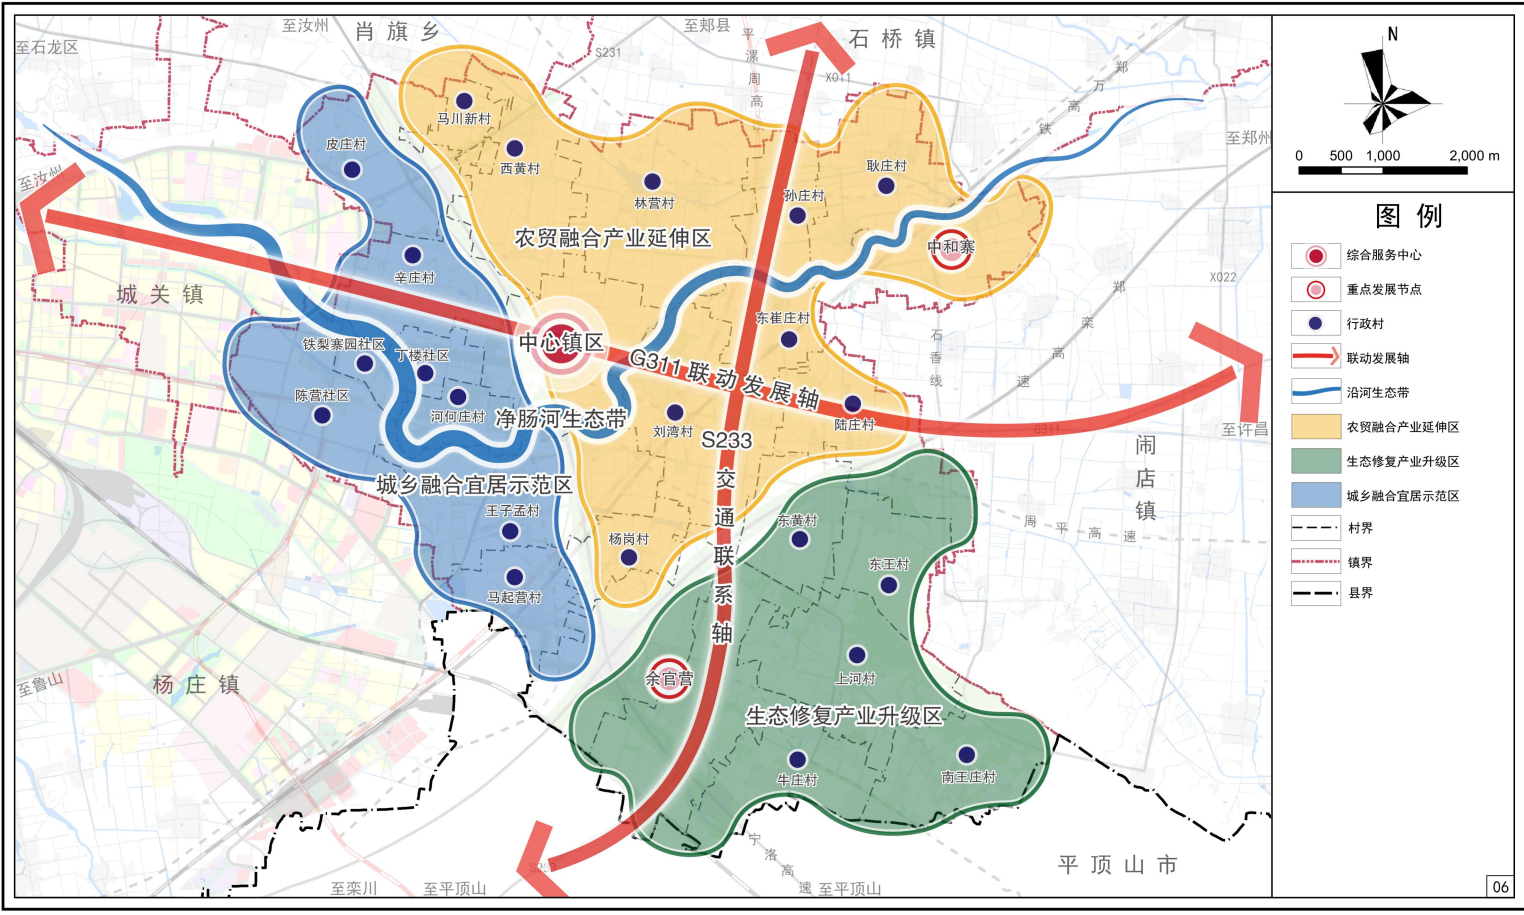 至汝州
肖旗乡
至郏县
石桥镇
至石龙区
S231
平漯周高
X011
郑万高铁
至郑州
N
0 500 1,000 2,000 m
图例
综合服务中心
重点发展节点
行政村
联动发展轴
沿河生态带
农贸融合产业延伸区
生态修复产业升级区
城乡融合宜居示范区
村界
镇界
县界
马川新村
皮庄村
西黄村
耿庄村
至汝州
林营村
孙庄村
农贸融合产业延伸区
中和寨
辛庄村
X022
城关镇
郑栾高速
东崔庄村
石香线
铁梨寨园社区
丁楼社区
中心镇区
G311联动发展轴
陈营社区
河何庄村
净肠河生态带
刘湾村
陆庄村
G311
至许昌
S233交通联系轴
闹店镇
城乡融合宜居示范区
王子孟村
东黄村
周平高速
杨岗村
东王村
马起营村
杨庄镇
至鲁山
余官营
上河村
生态修复产业升级区
牛庄村
南王庄村
宁洛高速
平顶山市
至栾川
至平顶山
至平顶山
06